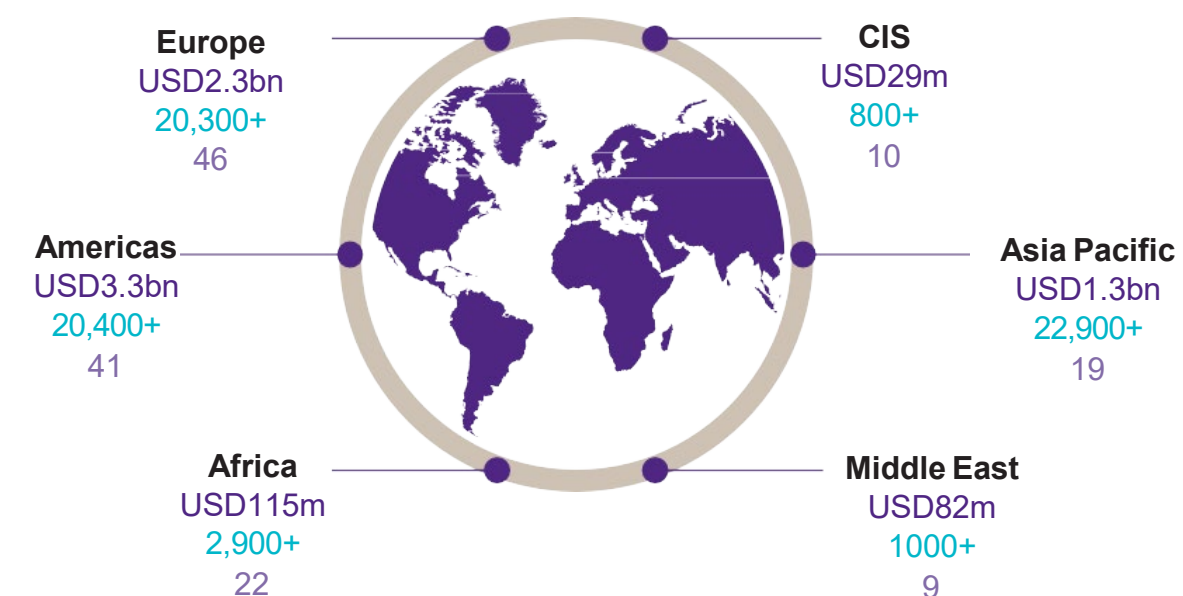 Europe
USD2.3bn
20,300+
46
CIS
USD29m
800+
10
Americas
USD3.3bn
20,400+
41
Asia Pacific
USD1.3bn
22,900+
19
Africa
USD115m
2,900+
22
Middle East
USD82m
1000+
9